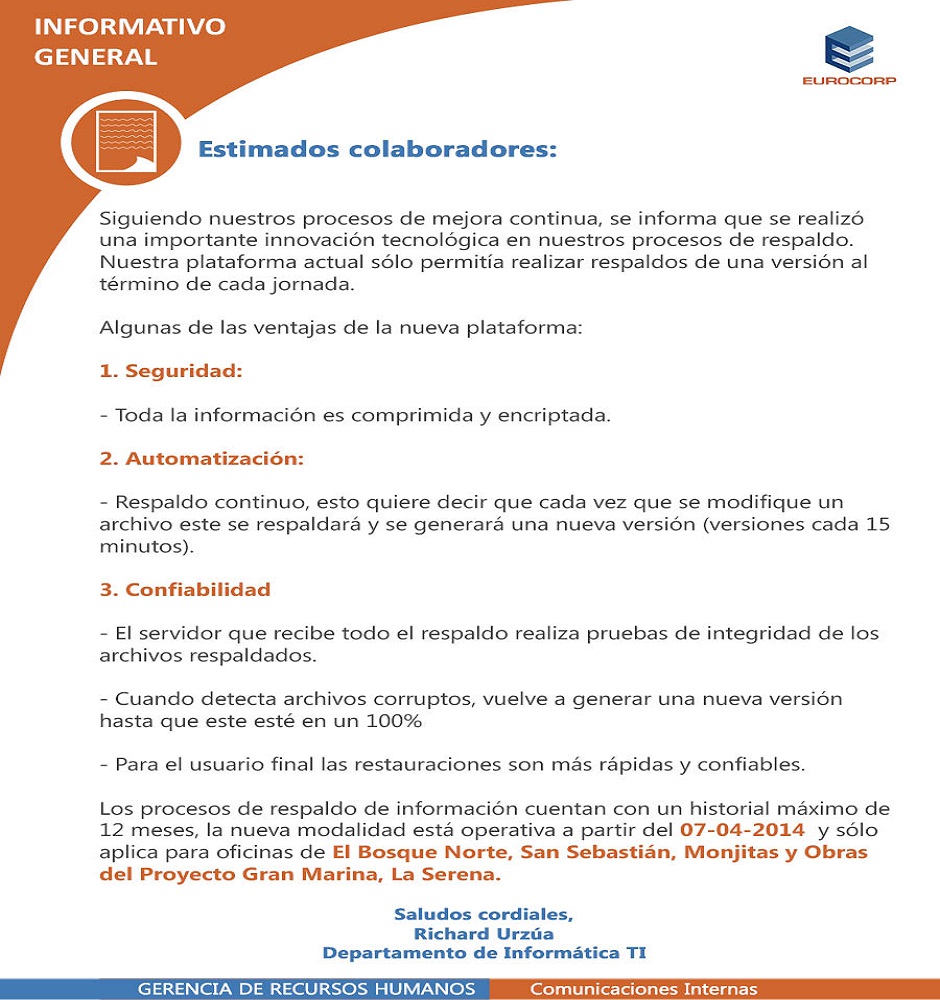 INFORMATIVO
GENERAL
EUROCORP
Estimados colaboradores:
Siguiendo nuestros procesos de mejora continua, se informa que se realizó
una importante innovación tecnológica en nuestros procesos de respaldo.
Nuestra plataforma actual sólo permitía realizar respaldos de una versión al
término de cada jornada.
Algunas de las ventajas de la nueva plataforma:
1. Seguridad:
- Toda la información es comprimida y encriptada.
2. Automatización:
- Respaldo continuo, esto quiere decir que cada vez que se modifique un
archivo este se respaldará y se generará una nueva versión (versiones cada 15
minutos).
3. Confiabilidad
- El servidor que recibe todo el respaldo realiza pruebas de integridad de los
archivos respaldados.
- Cuando detecta archivos corruptos, vuelve a generar una nueva versión
hasta que este esté en un 100%
- Para el usuario final las restauraciones son más rápidas y confiables.
Los procesos de respaldo de información cuentan con un historial máximo de
12 meses, la nueva modalidad está operativa a partir del 07-04-2014 y sólo
aplica para oficinas de El Bosque Norte, San Sebastián, Monjitas y Obras
del Proyecto Gran Marina, La Serena.
Saludos cordiales,
Richard Urzúa
Departamento de Informática TI
GERENCIA DE RECURSOS HUMANOS Comunicaciones Internas